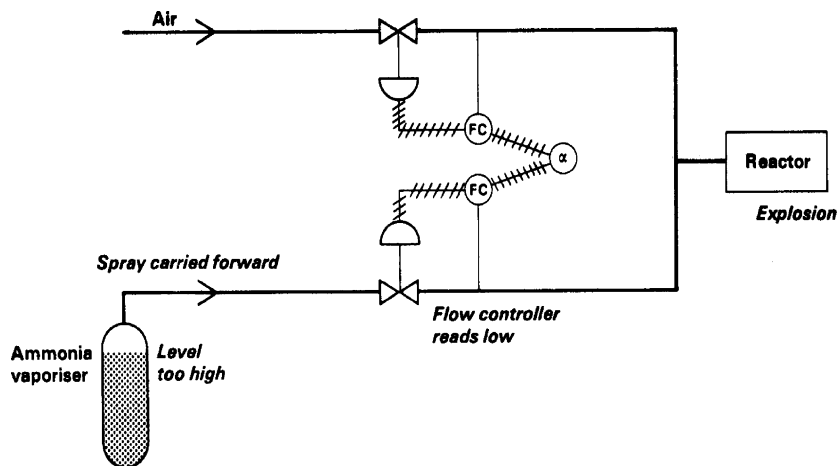 Air
FC
α
FC
Reactor
Explosion
Spray carried forward
Flow controller
reads low
Ammonia
vaporiser
Level
too high